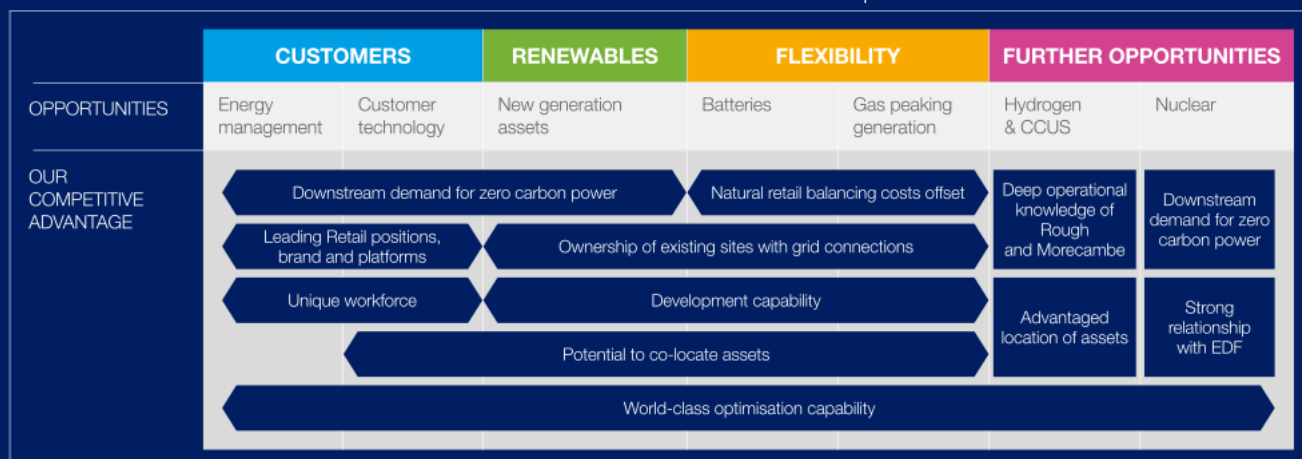 CUSTOMERS
RENEWABLES
FLEXIBILITY
FURTHER OPPORTUNITIES
OPPORTUNITIES
Energy
management
Customer
technology
New generation
assets
Batteries
Gas peaking
generation
Hydrogen
& CCUS
Nuclear
OUR
COMPETITIVE
ADVANTAGE
Downstream demand for zero carbon power
Natural retail balancing costs offset
Deep operational
knowledge of
Rough
and Morecambe
Downstream
demand for zero
carbon power
Leading Retail positions,
brand and platforms
Ownership of existing sites with grid connections
Unique workforce
Development capability
Advantaged
location of assets
Strong
relationship
with EDF
Potential to co-locate assets
World-class optimisation capability